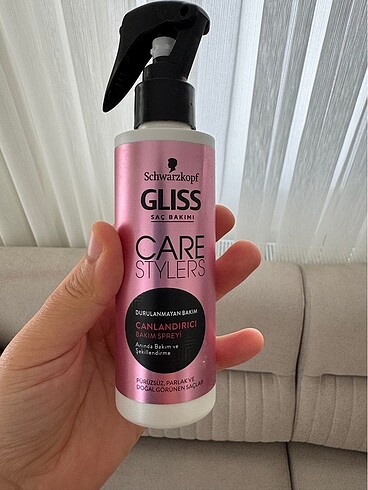 Schwarzkopf
GLISS
SAÇ BAKIMI
CARE
STYLERS
DURULANMAYAN BAKIM
CANLANDIRICI
BAKIM SPREYİ
Anında Bakım ve
Şekillendirme
PÜRÜZSÜZ, PARLAK VE
DOĞAL GÖRÜNEN SAÇLAR